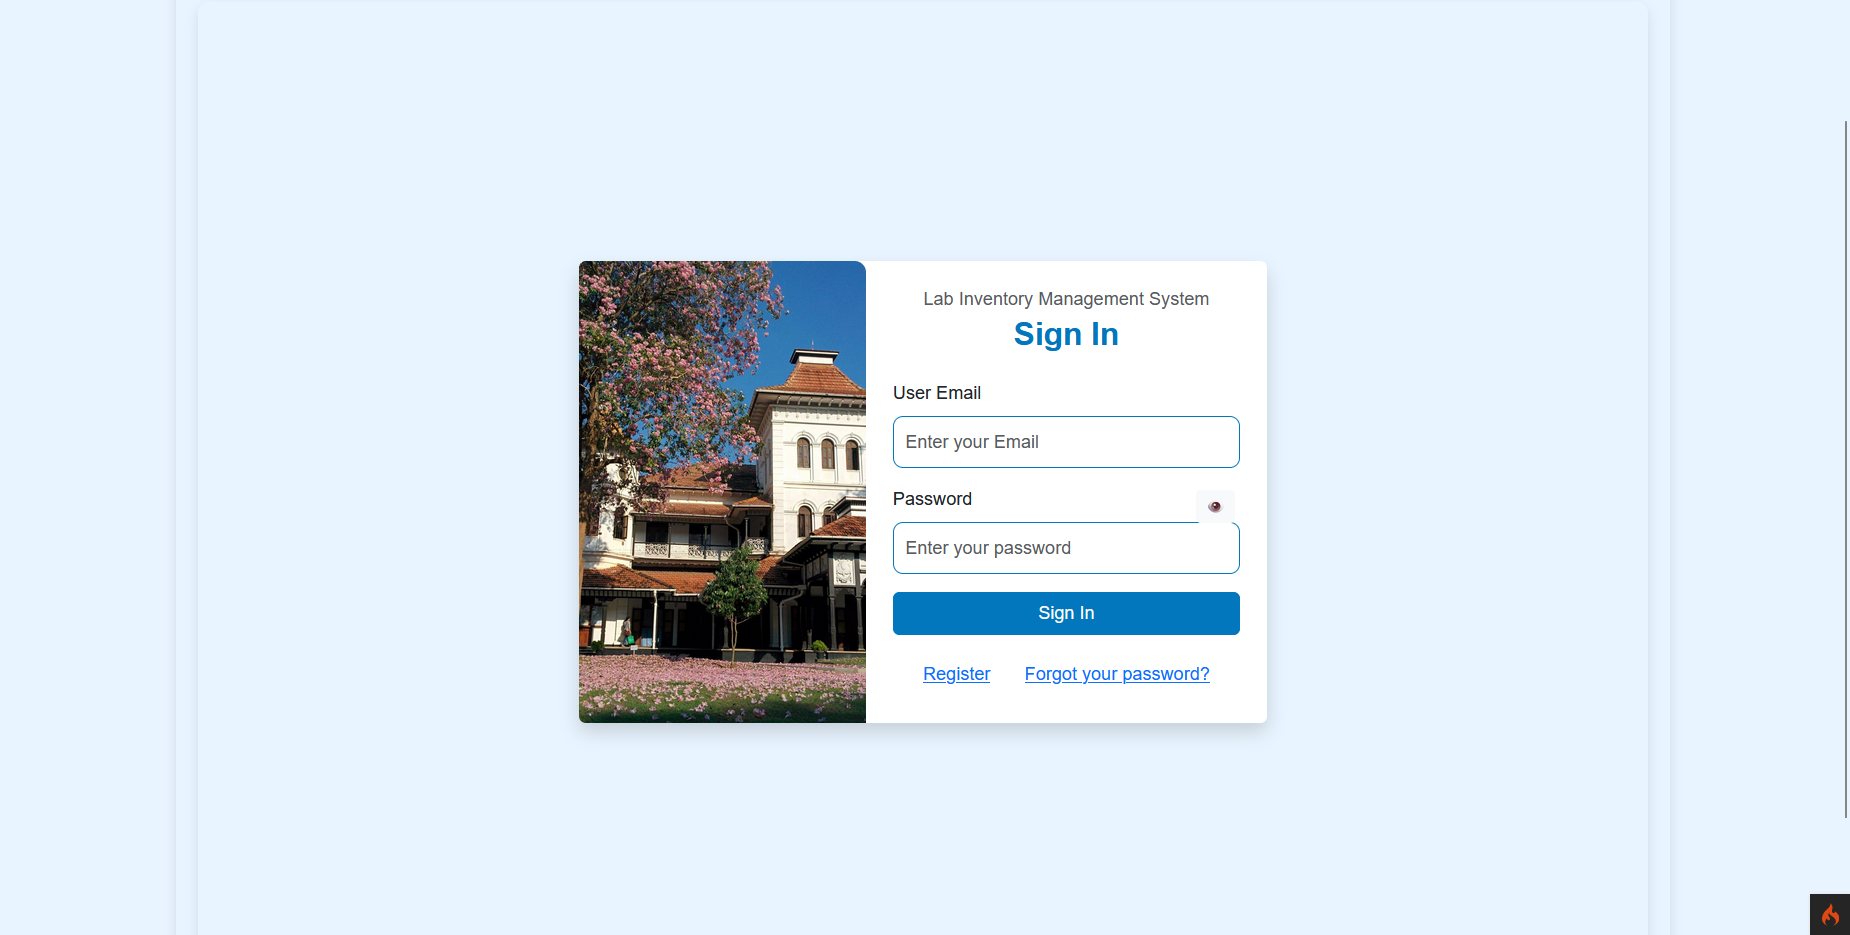 Lab Inventory Management System
Sign In
User Email
Enter your Email
Password
Enter your password
Sign In
Register Forgot your password?